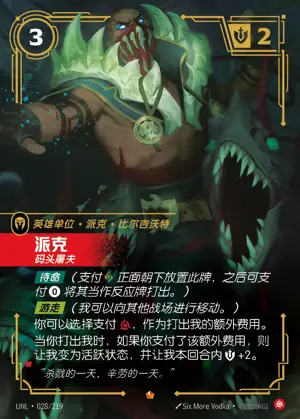 3
2
英雄单位·派克·比尔吉沃特
派克
码头屠夫
待命 (支付 正面朝下放置此牌，之后可支
付 0 将其当作反应牌打出。)
游走 (我可以向其他战场进行移动。)
你可以选择支付 ，作为打出我的额外费用。
当你打出我时，如果你支付了该额外费用，则
让我变为活跃状态，并让本回合内 +2。
“杀戮的一天，辛劳的一天。”
UNL · 028/219
Six More Vodka